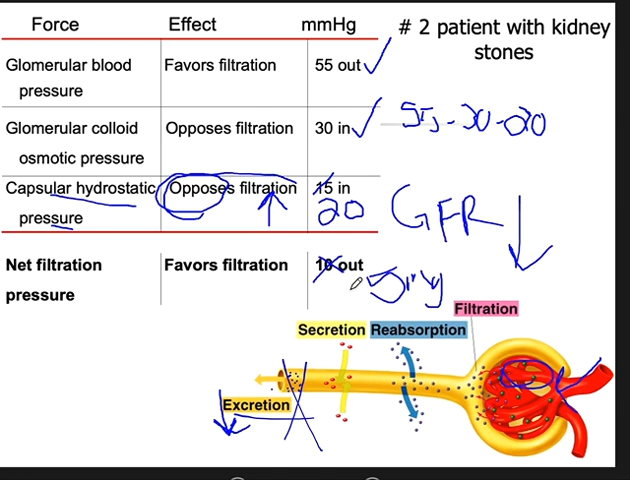 Force Effect mmHg
# 2 patient with kidney stones
Glomerular blood pressure Favors filtration 55 out
Glomerular colloid osmotic pressure Opposes filtration 30 in
55-30-20
Capsular hydrostatic pressure Opposes filtration 15 in
20
GFR
Net filtration pressure Favors filtration 10 out
Filtration
Secretion Reabsorption
Excretion